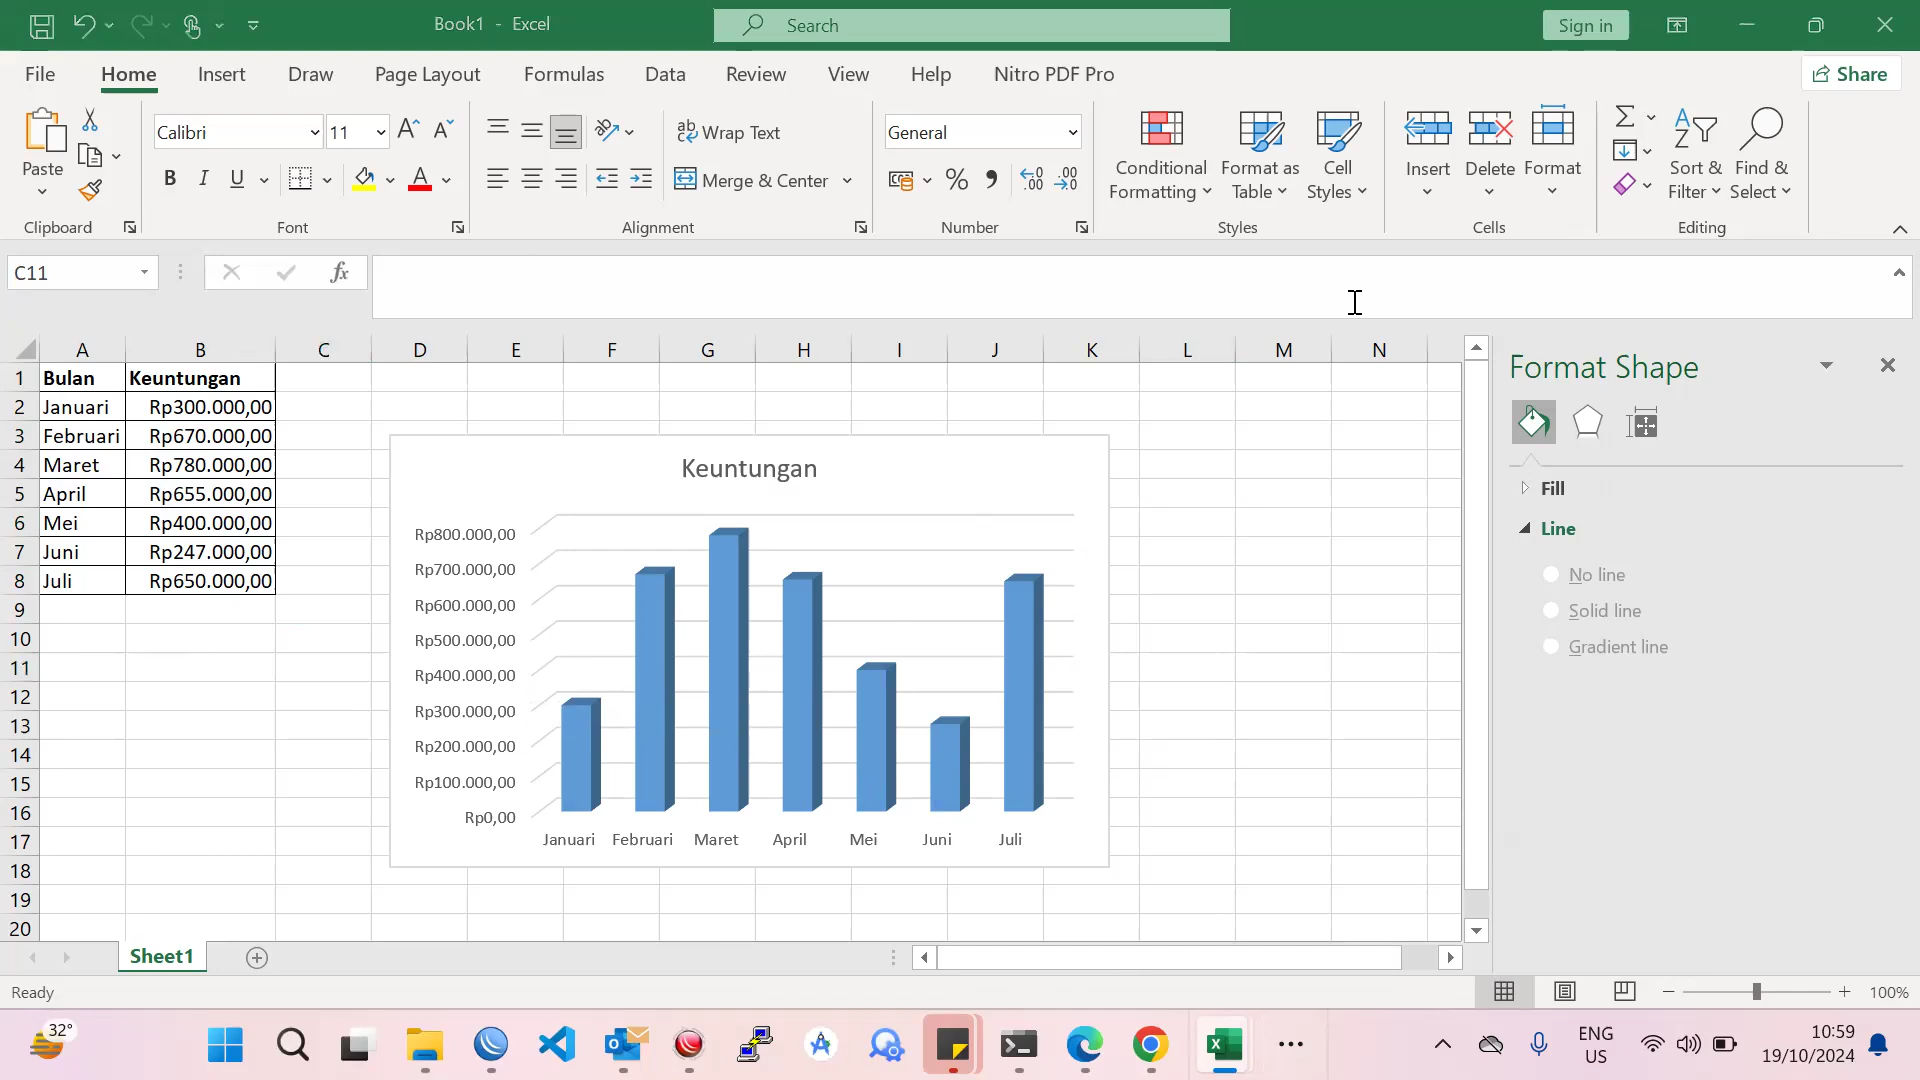 Book1 - Excel
Search
Sign in
File Home Insert Draw Page Layout Formulas Data Review View Help Nitro PDF Pro
Share
Calibri 11
ab Wrap Text
General
Paste
B I U A
Merge & Center
Conditional Formatting
Format as Table
Cell Styles
Insert Delete Format
Sort & Filter
Find & Select
Clipboard Font Alignment Number Styles Cells Editing
C11
fx
A B C D E F G H I J K L M N
1 Bulan Keuntungan
2 Januari Rp300.000,00
3 Februari Rp670.000,00
4 Maret Rp780.000,00
5 April Rp655.000,00
6 Mei Rp400.000,00
7 Juni Rp247.000,00
8 Juli Rp650.000,00
9
10
11
12
13
14
15
16
17
18
19
20
Keuntungan
Rp800.000,00
Rp700.000,00
Rp600.000,00
Rp500.000,00
Rp400.000,00
Rp300.000,00
Rp200.000,00
Rp100.000,00
Rp0,00
Januari Februari Maret April Mei Juni Juli
Format Shape
Fill
Line
No line
Solid line
Gradient line
Sheet1
Ready
100%
32°
ENG
US
10:59
19/10/2024